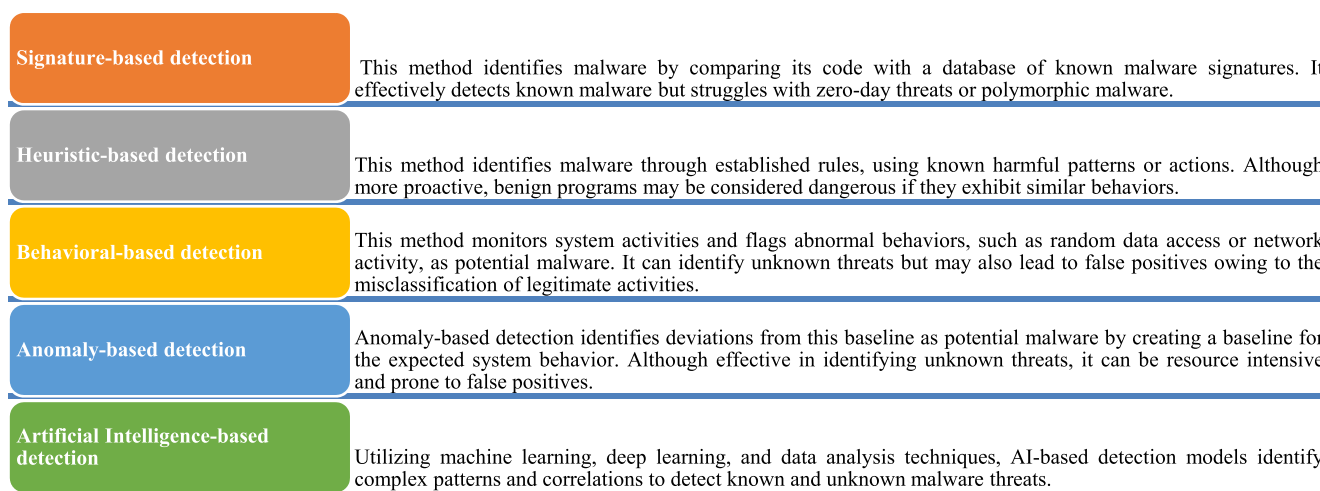 Signature-based detection
This method identifies malware by comparing its code with a database of known malware signatures. It
effectively detects known malware but struggles with zero-day threats or polymorphic malware.
Heuristic-based detection
This method identifies malware through established rules, using known harmful patterns or actions. Although
more proactive, benign programs may be considered dangerous if they exhibit similar behaviors.
Behavioral-based detection
This method monitors system activities and flags abnormal behaviors, such as random data access or network
activity, as potential malware. It can identify unknown threats but may also lead to false positives owing to the
misclassification of legitimate activities.
Anomaly-based detection
Anomaly-based detection identifies deviations from this baseline as potential malware by creating a baseline for
the expected system behavior. Although effective in identifying unknown threats, it can be resource intensive
and prone to false positives.
Artificial Intelligence-based
detection
Utilizing machine learning, deep learning, and data analysis techniques, AI-based detection models identify
complex patterns and correlations to detect known and unknown malware threats.